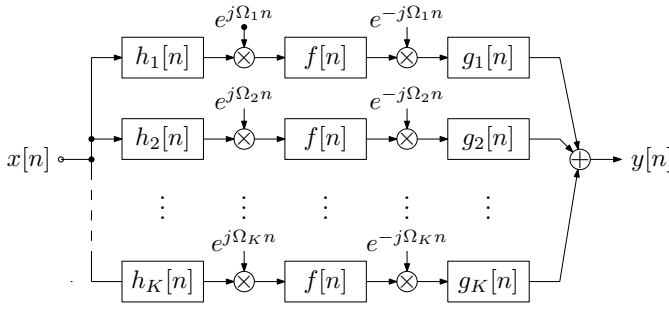 e^{jΩ_1 n} e^{-jΩ_1 n}
h_1[n] f[n] g_1[n]
e^{jΩ_2 n} e^{-jΩ_2 n}
h_2[n] f[n] g_2[n]
x[n] y[n]
e^{jΩ_K n} e^{-jΩ_K n}
h_K[n] f[n] g_K[n]